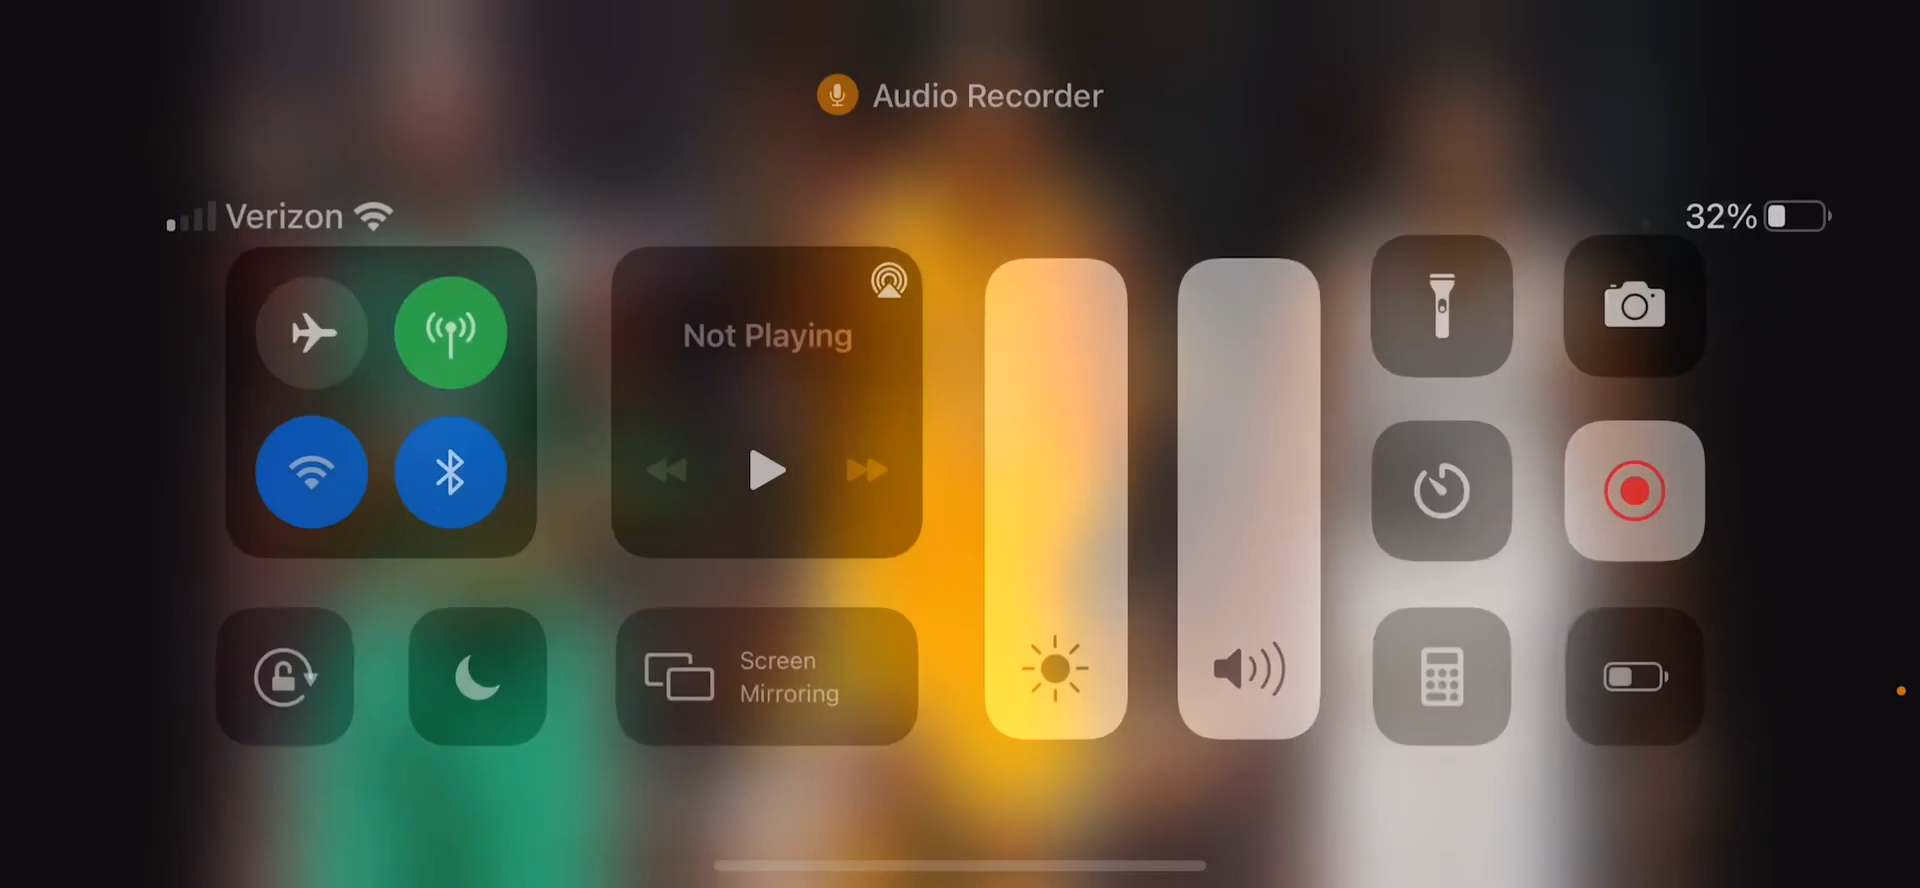 Audio Recorder
Verizon
32%
Not Playing
Screen
Mirroring